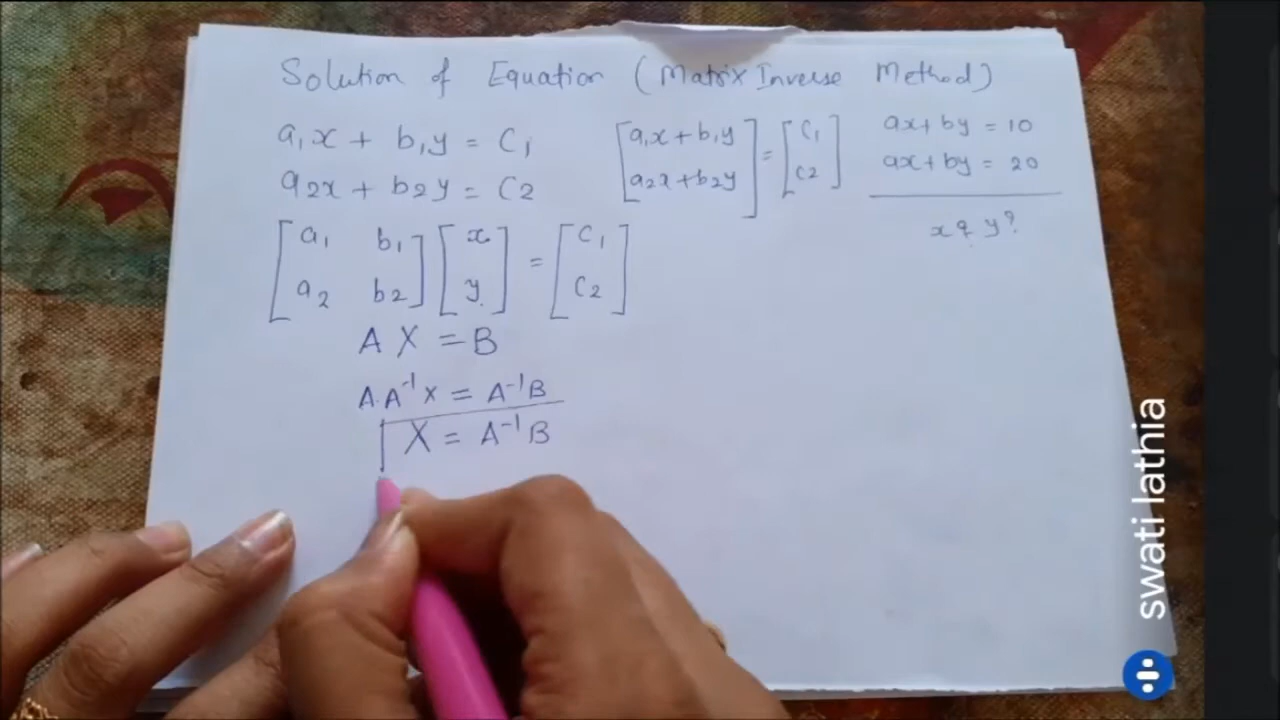 Solution of Equation (Matrix Inverse Method)
a₁x + b₁y = C₁
a₂x + b₂y = C₂
[a₁x + b₁y
a₂x + b₂y] = [C₁
C₂]
ax + by = 10
ax + by = 20
x & y?
[a₁ b₁
a₂ b₂] [x
y] = [C₁
C₂]
A X = B
A·A⁻¹ X = A⁻¹B
X = A⁻¹B
swati lathia